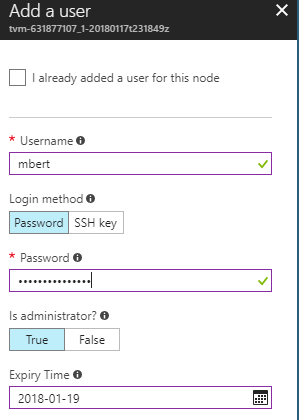 Add a user
tvm-631877107_1-20180117t231849z
I already added a user for this node
* Username
mbert
Login method
Password SSH key
* Password
•••••••••••••••
Is administrator?
True False
Expiry Time
2018-01-19